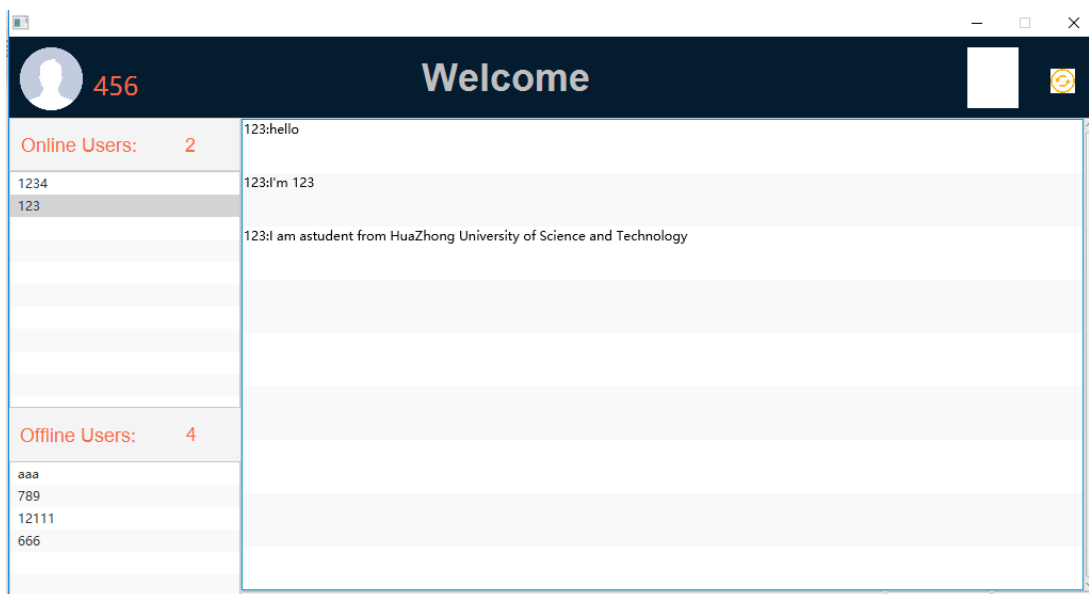 456
Welcome
Online Users: 2
1234
123
Offline Users: 4
aaa
789
12111
666
123:hello
123:I'm 123
123:I am astudent from HuaZhong University of Science and Technology